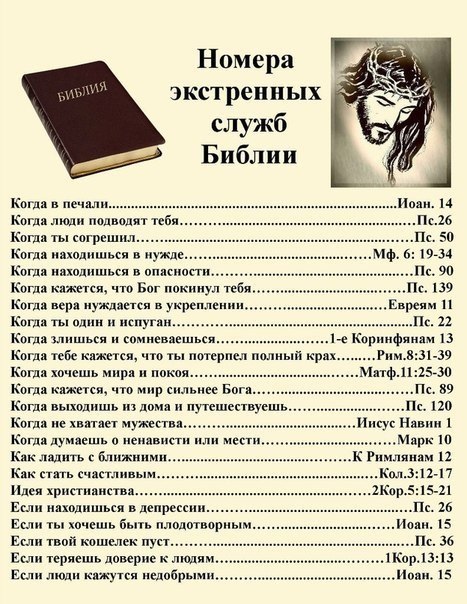 БИБЛИЯ
Номера
экстренных
служб
Библии
Когда в печали........................................................Иоан. 14
Когда люди подводят тебя..............................................Пс.26
Когда ты согрешил......................................................Пс. 50
Когда находишься в нужде........................................Мф. 6: 19-34
Когда находишься в опасности.........................................Пс. 90
Когда кажется, что Бог покинул тебя...............................Пс. 139
Когда вера нуждается в укреплении..............................Евреям 11
Когда ты один и испуган................................................Пс. 22
Когда злишься и сомневаешься........................1-е Коринфянам 13
Когда тебе кажется, что ты потерпел полный крах.........Рим.8:31-39
Когда хочешь мира и покоя.....................................Матф.11:25-30
Когда кажется, что мир сильнее Бога................................Пс. 89
Когда выходишь из дома и путешествуешь........................Пс. 120
Когда не хватает мужества.......................................Иисус Навин 1
Когда думаешь о ненависти или мести...........................Марк 10
Как ладить с ближними...........................................К Римлянам 12
Как стать счастливым..............................................Кол.3:12-17
Идея христианства..................................................2Кор.5:15-21
Если находишься в депрессии...........................................Пс. 26
Если ты хочешь быть плодотворным..............................Иоан. 15
Если твой кошелек пуст..................................................Пс. 36
Если теряешь доверие к людям....................................1Кор.13:13
Если люди кажутся недобрыми.....................................Иоан. 15